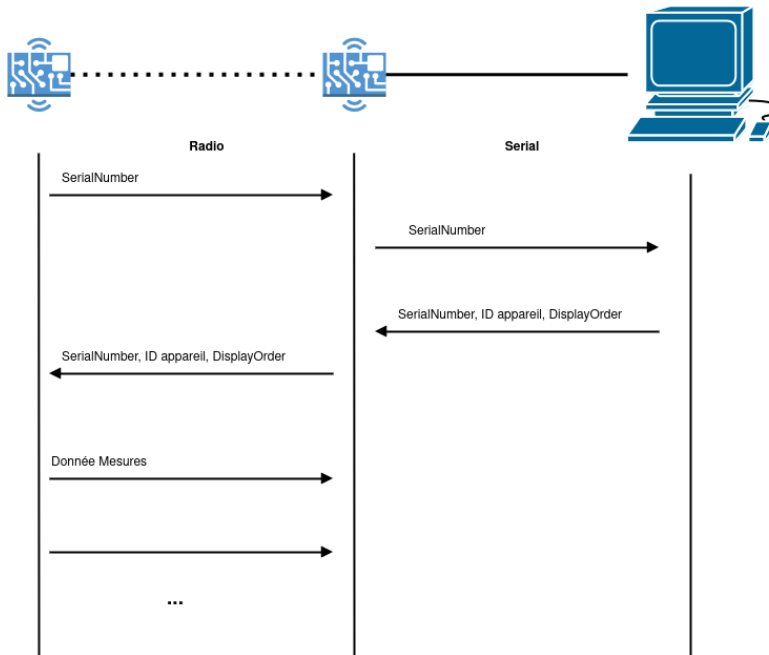 Radio
Serial
SerialNumber
SerialNumber
SerialNumber, ID appareil, DisplayOrder
SerialNumber, ID appareil, DisplayOrder
Donnée Mesures
...